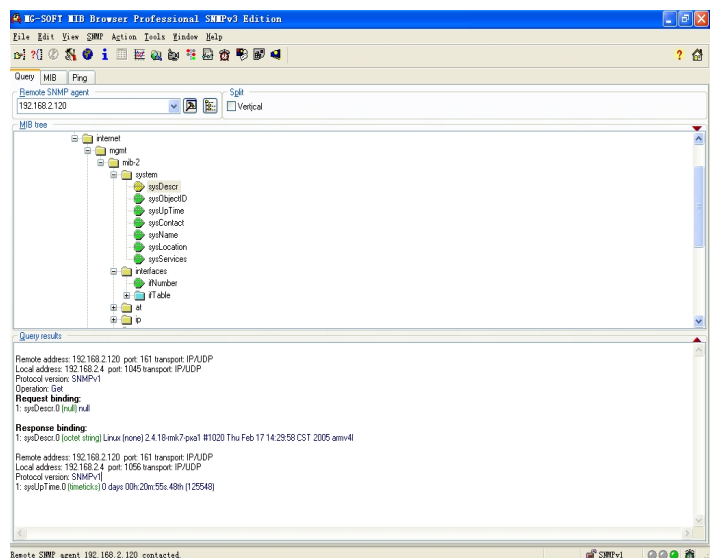 MG-SOFT MIB Browser Professional SNMPv3 Edition
File Edit View SNMP Action Tools Window Help
Query MIB Ping
Remote SNMP agent
Split
192.168.2.120
Vertical
MIB tree
internet
mgmt
mib-2
system
sysDescr
sysObjectID
sysUpTime
sysContact
sysName
sysLocation
sysServices
interfaces
ifNumber
ifTable
at
ip
Query results
Remote address: 192.168.2.120 port: 161 transport: IP/UDP
Local address: 192.168.2.4 port: 1045 transport: IP/UDP
Protocol version: SNMPv1
Operation: Get
Request binding:
1: sysDescr.0 (null) null
Response binding:
1: sysDescr.0 (octet string) Linux (none) 2.4.18-rmk7-pxa1 #1020 Thu Feb 17 14:29:58 CST 2005 armv4l
Remote address: 192.168.2.120 port: 161 transport: IP/UDP
Local address: 192.168.2.4 port: 1056 transport: IP/UDP
Protocol version: SNMPv1
1: sysUpTime.0 (timeticks) 0 days 00h:20m:55s.48th (125548)
Remote SNMP agent 192.168.2.120 contacted.
SNMPv1